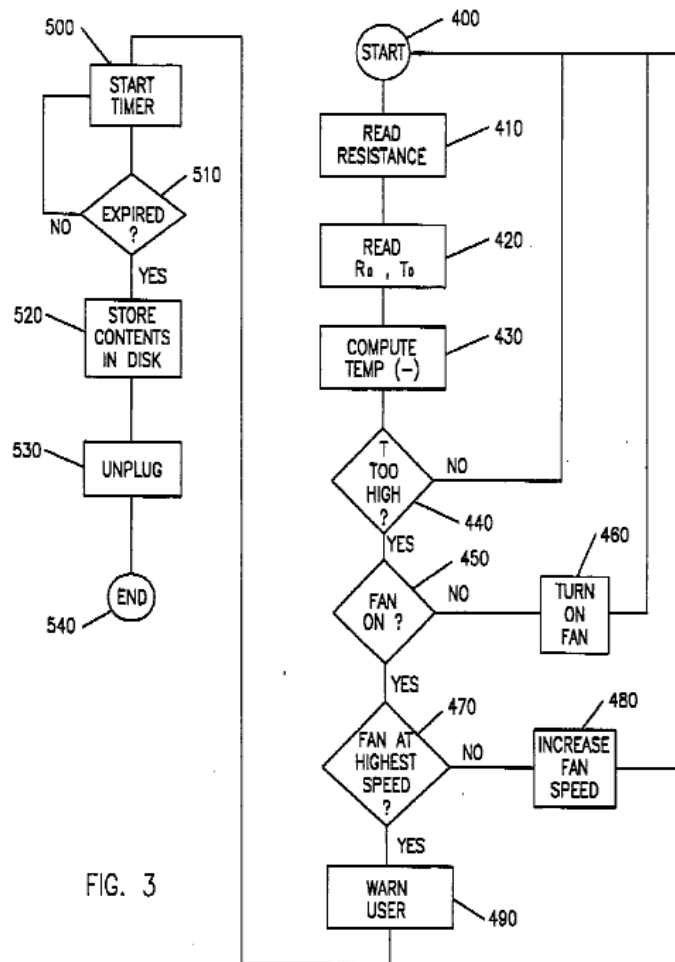 500
START
TIMER
510
EXPIRED
?
NO
YES
520
STORE
CONTENTS
IN DISK
530
UNPLUG
END
540
400
START
410
READ
RESISTANCE
420
READ
R₀ , T₀
430
COMPUTE
TEMP (–)
T
TOO
HIGH
?
NO
440
YES
450
FAN
ON ?
NO
460
TURN
ON
FAN
YES
470
FAN AT
HIGHEST
SPEED
?
NO
480
INCREASE
FAN
SPEED
YES
WARN
USER
490
FIG. 3